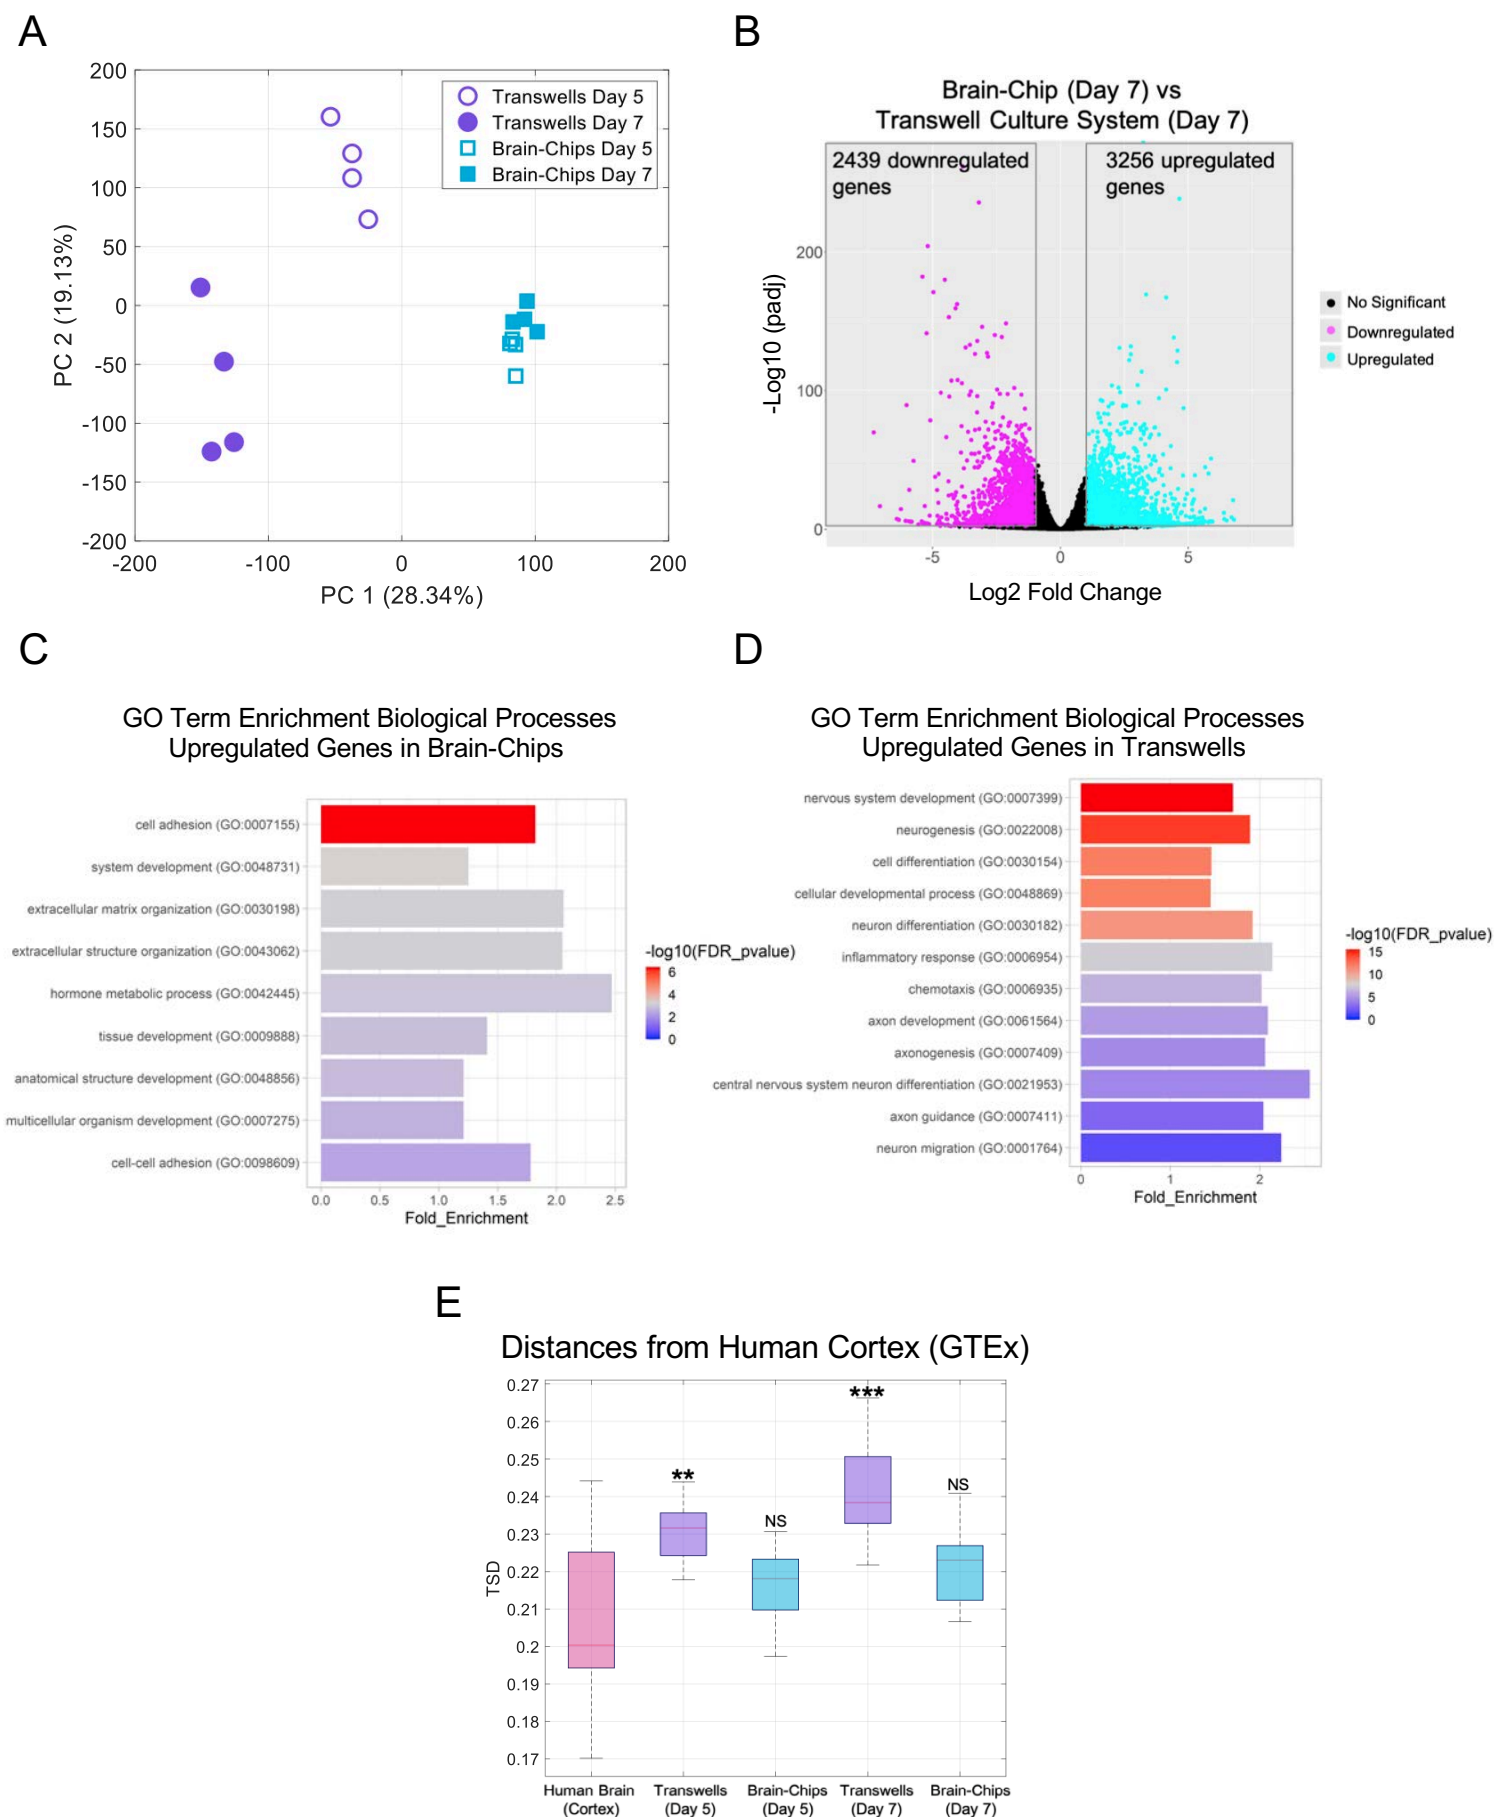 A
200
150
100
50
0
-50
-100
-150
-200
-200
-100
0
100
200
PC 2 (19.13%)
PC 1 (28.34%)
Transwells Day 5
Transwells Day 7
Brain-Chips Day 5
Brain-Chips Day 7
B
Brain-Chip (Day 7) vs
Transwell Culture System (Day 7)
2439 downregulated
genes
3256 upregulated
genes
200
100
0
-5
0
5
-Log10 (padj)
Log2 Fold Change
No Significant
Downregulated
Upregulated
C
GO Term Enrichment Biological Processes
Upregulated Genes in Brain-Chips
cell adhesion (GO:0007155)
system development (GO:0048731)
extracellular matrix organization (GO:0030198)
extracellular structure organization (GO:0043062)
hormone metabolic process (GO:0042445)
tissue development (GO:0009888)
anatomical structure development (GO:0048856)
multicellular organism development (GO:0007275)
cell-cell adhesion (GO:0098609)
0.0
0.5
1.0
1.5
2.0
2.5
Fold_Enrichment
-log10(FDR_pvalue)
6
4
2
0
D
GO Term Enrichment Biological Processes
Upregulated Genes in Transwells
nervous system development (GO:0007399)
neurogenesis (GO:0022008)
cell differentiation (GO:0030154)
cellular developmental process (GO:0048869)
neuron differentiation (GO:0030182)
inflammatory response (GO:0006954)
chemotaxis (GO:0006935)
axon development (GO:0061564)
axonogenesis (GO:0007409)
central nervous system neuron differentiation (GO:0021953)
axon guidance (GO:0007411)
neuron migration (GO:0001764)
0
1
2
Fold_Enrichment
-log10(FDR_pvalue)
15
10
5
0
E
Distances from Human Cortex (GTEx)
0.27
0.26
0.25
0.24
0.23
0.22
0.21
0.2
0.19
0.18
0.17
TSD
**
NS
***
NS
Human Brain
(Cortex)
Transwells
(Day 5)
Brain-Chips
(Day 5)
Transwells
(Day 7)
Brain-Chips
(Day 7)